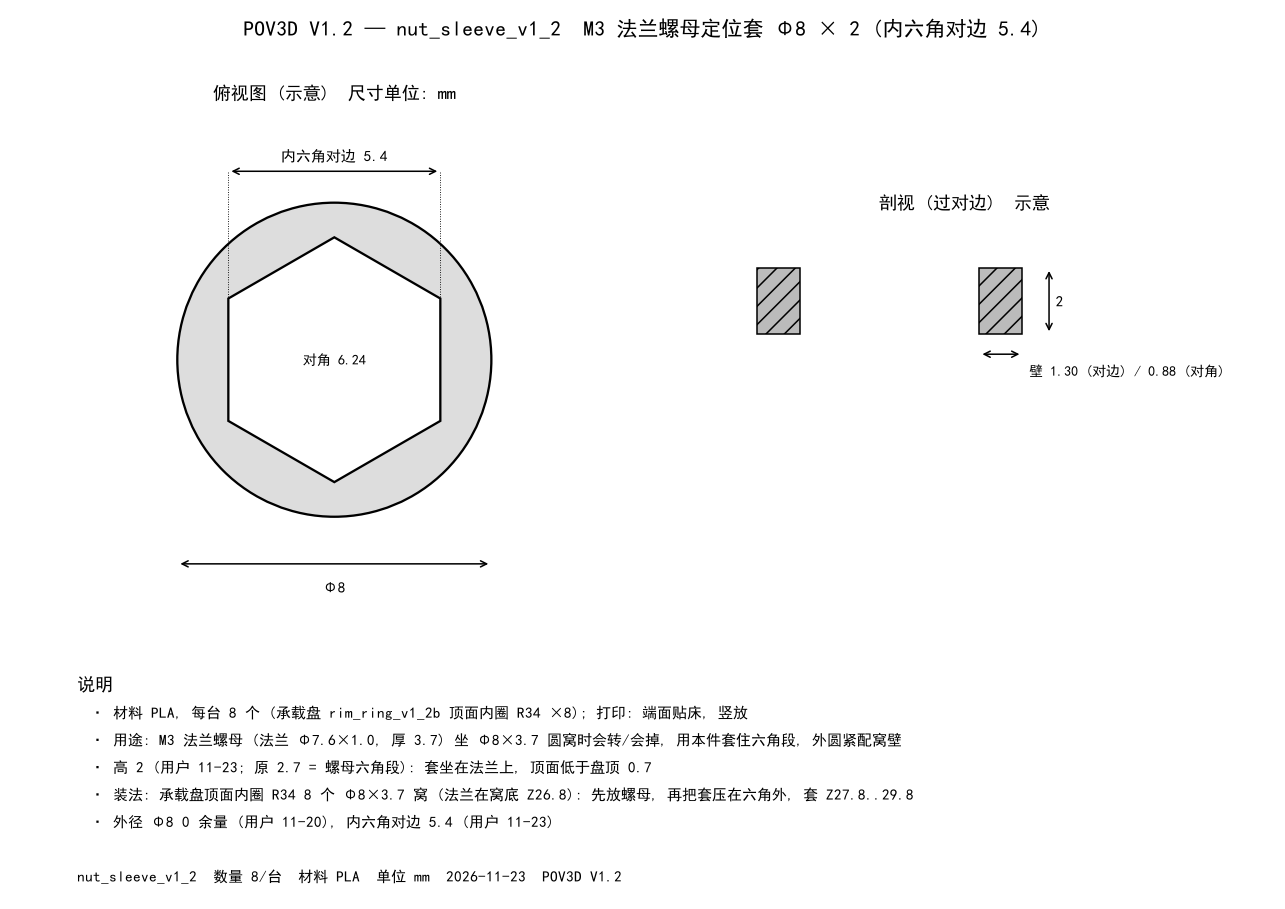 POV3D V1.2 — nut_sleeve_v1_2  M3 法兰螺母定位套 Φ8 × 2 (内六角对边 5.4)
俯视图 (示意)  尺寸单位: mm
内六角对边 5.4
剖视 (过对边)  示意
2
对角 6.24
壁 1.30 (对边) / 0.88 (对角)
Φ8
说明
· 材料 PLA, 每台 8 个 (承载盘 rim_ring_v1_2b 顶面内圈 R34 ×8); 打印: 端面贴床, 竖放
· 用途: M3 法兰螺母 (法兰 Φ7.6×1.0, 厚 3.7) 坐 Φ8×3.7 圆窝时会转/会掉, 用本件套住六角段, 外圆紧配窝壁
· 高 2 (用户 11-23; 原 2.7 = 螺母六角段): 套坐在法兰上, 顶面低于盘顶 0.7
· 装法: 承载盘顶面内圈 R34 8 个 Φ8×3.7 窝 (法兰在窝底 Z26.8): 先放螺母, 再把套压在六角外, 套 Z27.8..29.8
· 外径 Φ8 0 余量 (用户 11-20), 内六角对边 5.4 (用户 11-23)
nut_sleeve_v1_2  数量 8/台  材料 PLA  单位 mm  2026-11-23  POV3D V1.2